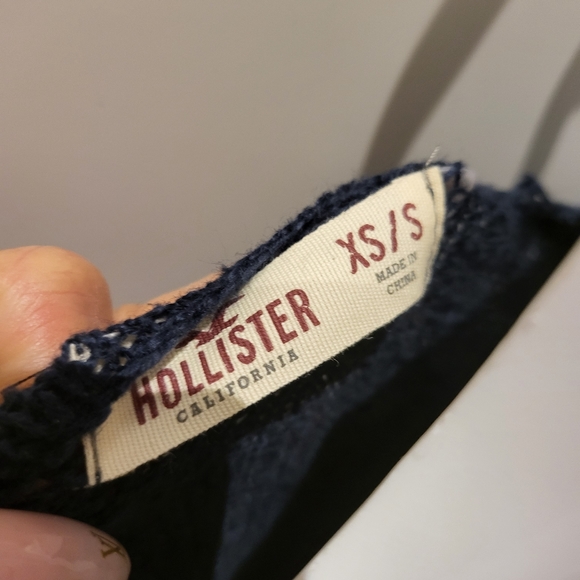 HOLLISTER
CALIFORNIA
XS/S
MADE IN
CHINA